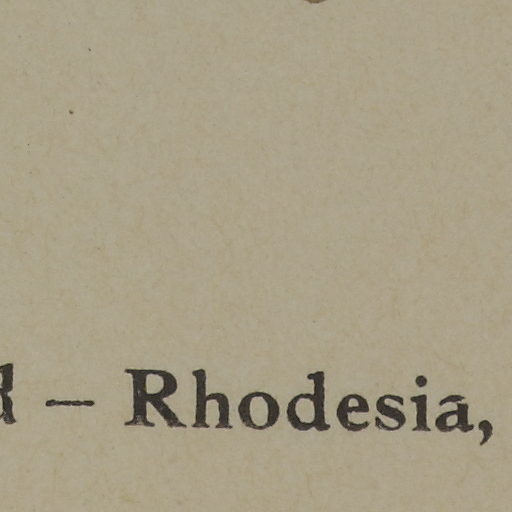 – Rhodesia,